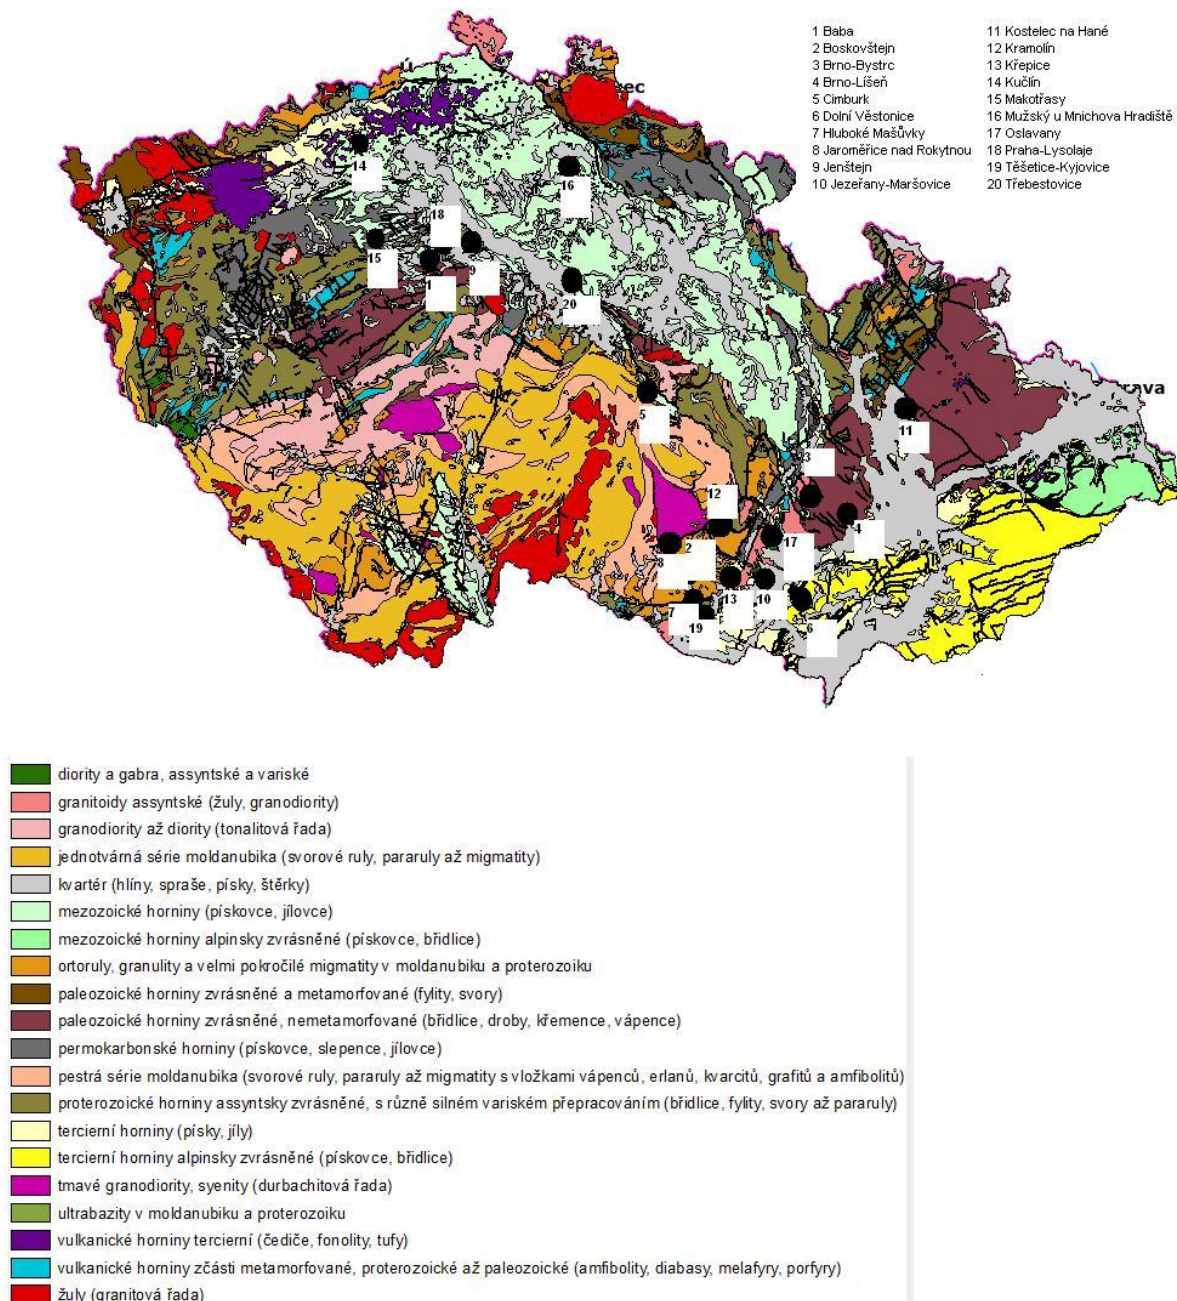 1 Baba
2 Boskovštejn
3 Brno-Bystrc
4 Brno-Líšeň
5 Cimburk
6 Dolní Věstonice
7 Hluboké Mašůvky
8 Jaroměřice nad Rokytnou
9 Jenštejn
10 Jezeřany-Maršovice
11 Kostelec na Hané
12 Kramolín
13 Křepice
14 Kučlín
15 Makotřasy
16 Mužský u Mnichova Hradiště
17 Oslavany
18 Praha-Lysolaje
19 Těšetice-Kyjovice
20 Třebestovice
Ú
ec
14
16
18
15
1
9
20
rava
5
11
3
12
4
17
8
2
13
10
19
6
diority a gabra, assyntské a variské
granitoidy assyntské (žuly, granodiority)
granodiority až diority (tonalitová řada)
jednotvárná série moldanubika (svorové ruly, pararuly až migmatity)
kvartér (hlíny, spraše, písky, štěrky)
mezozoické horniny (pískovce, jílovce)
mezozoické horniny alpinsky zvrásněné (pískovce, břidlice)
ortoruly, granulity a velmi pokročilé migmatity v moldanubiku a proterozoiku
paleozoické horniny zvrásněné a metamorfované (fylity, svory)
paleozoické horniny zvrásněné, nemetamorfované (břidlice, droby, křemence, vápence)
permokarbonské horniny (pískovce, slepence, jílovce)
pestrá série moldanubika (svorové ruly, pararuly až migmatity s vložkami vápenců, erlanů, kvarcitů, grafitů a amfibolitů)
proterozoické horniny assyntsky zvrásněné, s různě silném variském přepracováním (břidlice, fylity, svory až pararuly)
tercierní horniny (písky, jíly)
tercierní horniny alpinsky zvrásněné (pískovce, břidlice)
tmavé granodiority, syenity (durbachitová řada)
ultrabazity v moldanubiku a proterozoiku
vulkanické horniny tercierní (čediče, fonolity, tufy)
vulkanické horniny zčásti metamorfované, proterozoické až paleozoické (amfibolity, diabasy, melafyry, porfyry)
žuly (granitová řada)